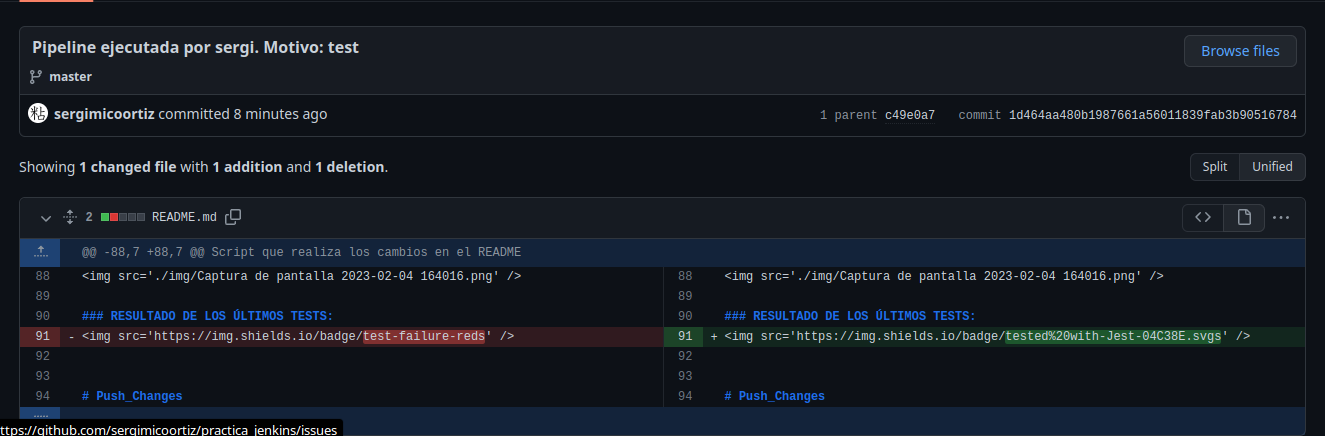 Pipeline ejecutada por sergi. Motivo: test
Browse files
master
粘 sergimicoortiz committed 8 minutes ago
1 parent c49e0a7 commit 1d464aa480b1987661a56011839fab3b90516784
Showing 1 changed file with 1 addition and 1 deletion.
Split Unified
2 README.md
@@ -88,7 +88,7 @@ Script que realiza los cambios en el README
88 <img src='./img/Captura de pantalla 2023-02-04 164016.png' /> 88 <img src='./img/Captura de pantalla 2023-02-04 164016.png' />
89 89
90 ### RESULTADO DE LOS ÚLTIMOS TESTS: 90 ### RESULTADO DE LOS ÚLTIMOS TESTS:
91 - <img src='https://img.shields.io/badge/test-failure-reds' /> 91 + <img src='https://img.shields.io/badge/tested%20with-Jest-04C38E.svgs' />
92 92
93 93
94 # Push_Changes 94 # Push_Changes
ttps://github.com/sergimicoortiz/practica_jenkins/issues